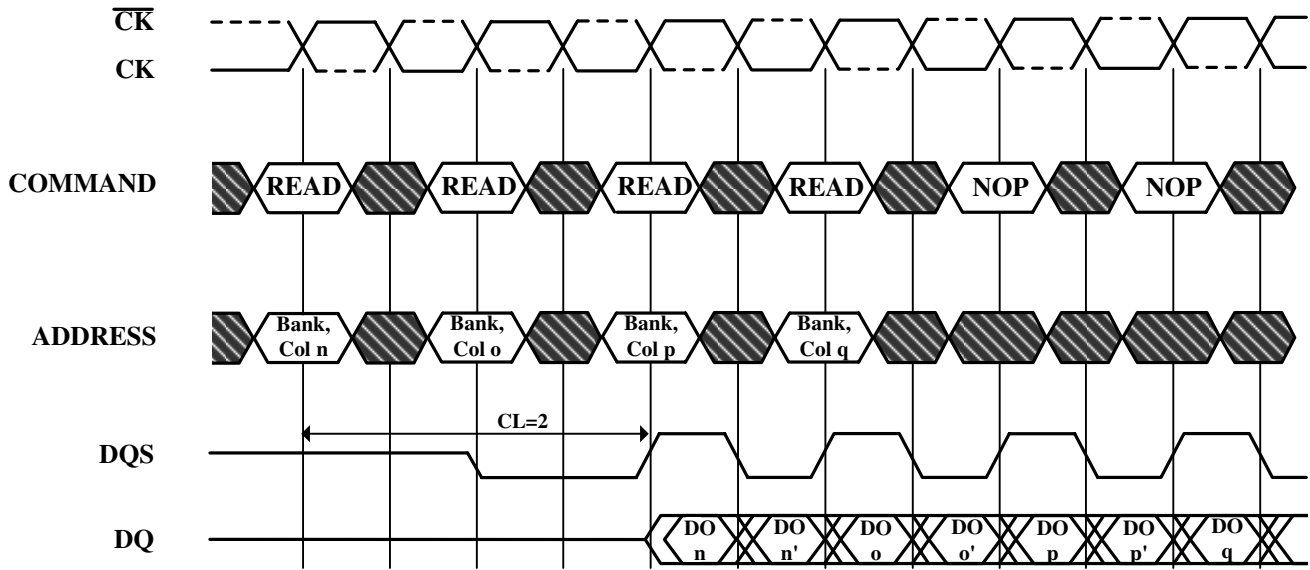 CK
CK
COMMAND
READ READ READ READ NOP NOP
ADDRESS
Bank, Bank, Bank, Bank,
Col n Col o Col p Col q
CL=2
DQS
DQ
DO DO DO DO DO DO DO
n n' o o' p p' q